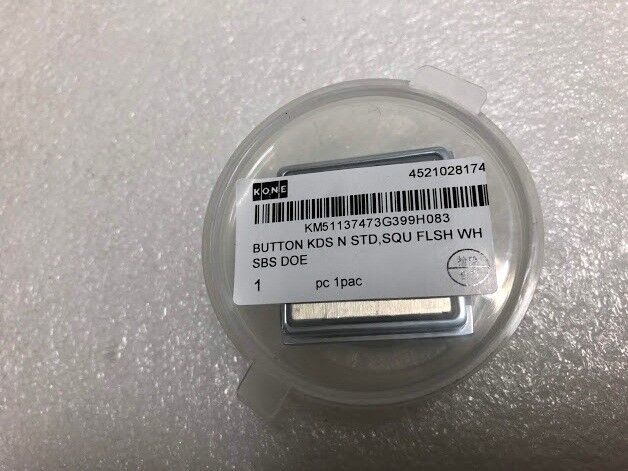 KONE 4521028174
KM51137473G399H083
BUTTON KDS N STD,SQU FLSH WH
SBS DOE
1 pc 1pac